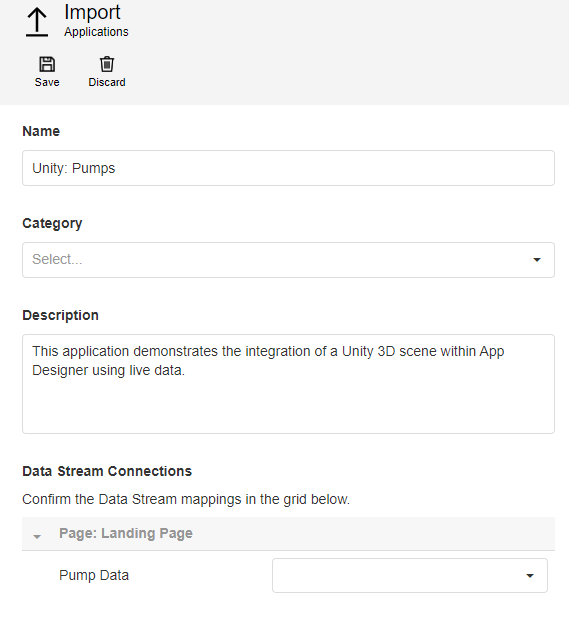 Import
Applications
Save Discard
Name
Unity: Pumps
Category
Select...
Description
This application demonstrates the integration of a Unity 3D scene within App
Designer using live data.
Data Stream Connections
Confirm the Data Stream mappings in the grid below.
Page: Landing Page
Pump Data